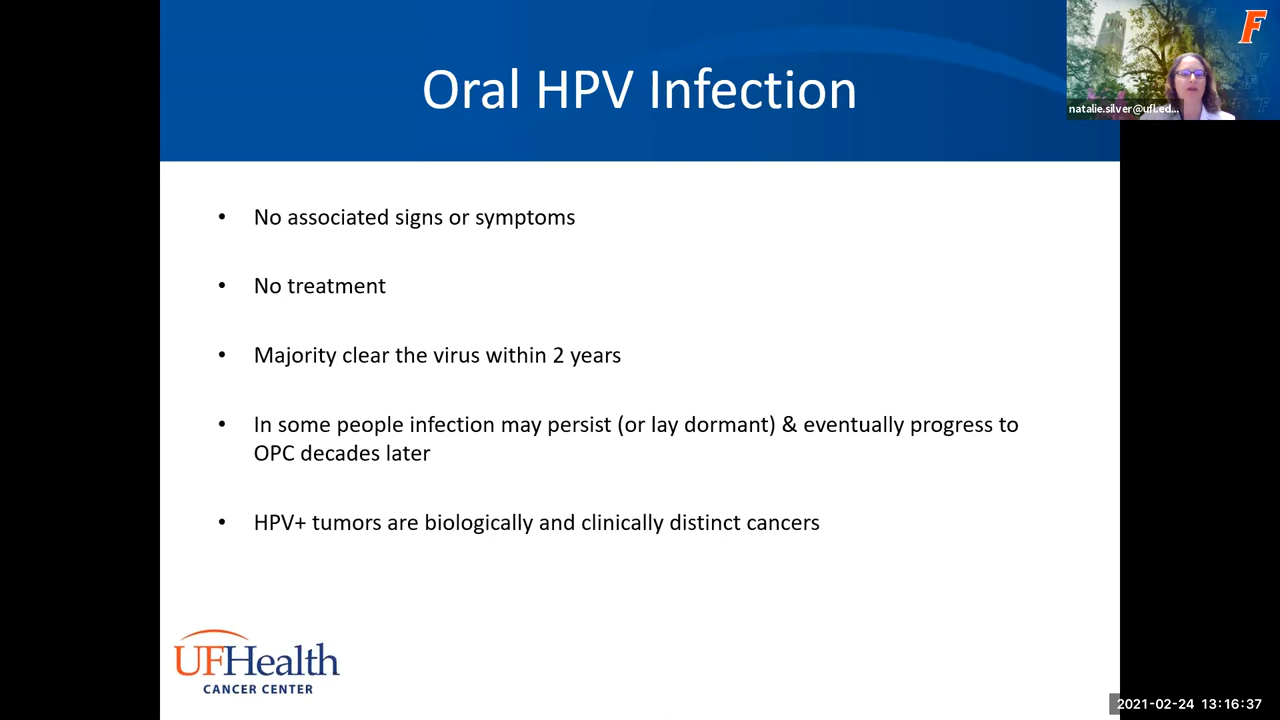 Oral HPV Infection
F
natalie.silver@ufl.ed...
• No associated signs or symptoms
• No treatment
• Majority clear the virus within 2 years
• In some people infection may persist (or lay dormant) & eventually progress to
OPC decades later
• HPV+ tumors are biologically and clinically distinct cancers
UFHealth
CANCER CENTER
2021-02-24 13:16:37